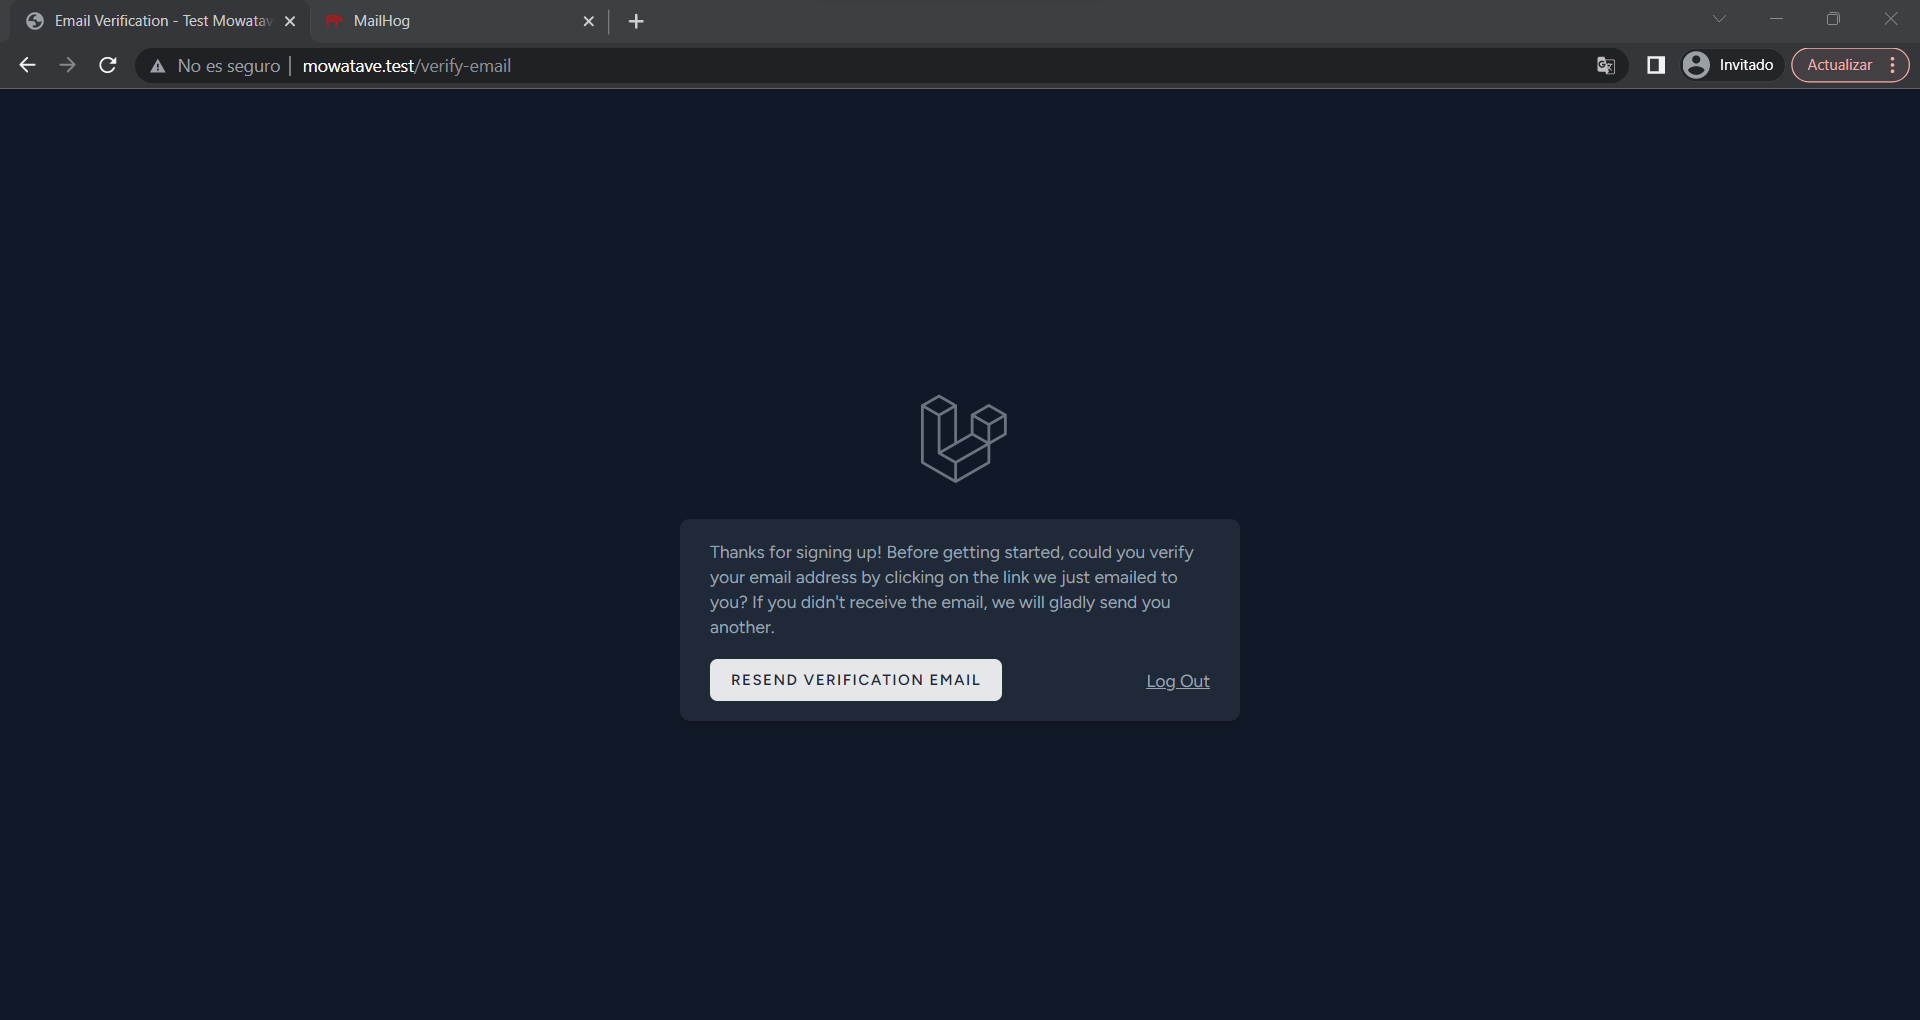 Email Verification - Test Mowatav
MailHog
No es seguro
mowatave.test/verify-email
Invitado
Actualizar
Thanks for signing up! Before getting started, could you verify
your email address by clicking on the link we just emailed to
you? If you didn't receive the email, we will gladly send you
another.
RESEND VERIFICATION EMAIL
Log Out